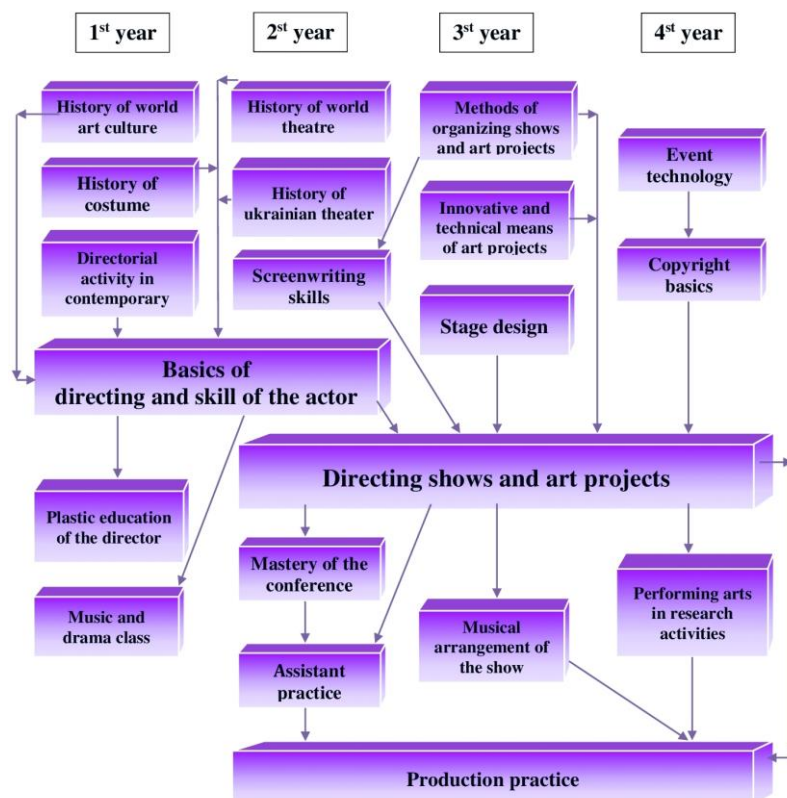 1st year
2nd year
3rd year
4th year
History of world
art culture
History of
costume
Directorial
activity in
contemporary
History of world
theatre
History of
ukrainian theater
Screenwriting
skills
Methods of
organizing shows
and art projects
Innovative and
technical means
of art projects
Stage design
Event
technology
Copyright
basics
Basics of
directing and skill of the actor
Directing shows and art projects
Plastic education
of the director
Music and
drama class
Mastery of the
conference
Assistant
practice
Musical
arrangement of
the show
Performing arts
in research
activities
Production practice